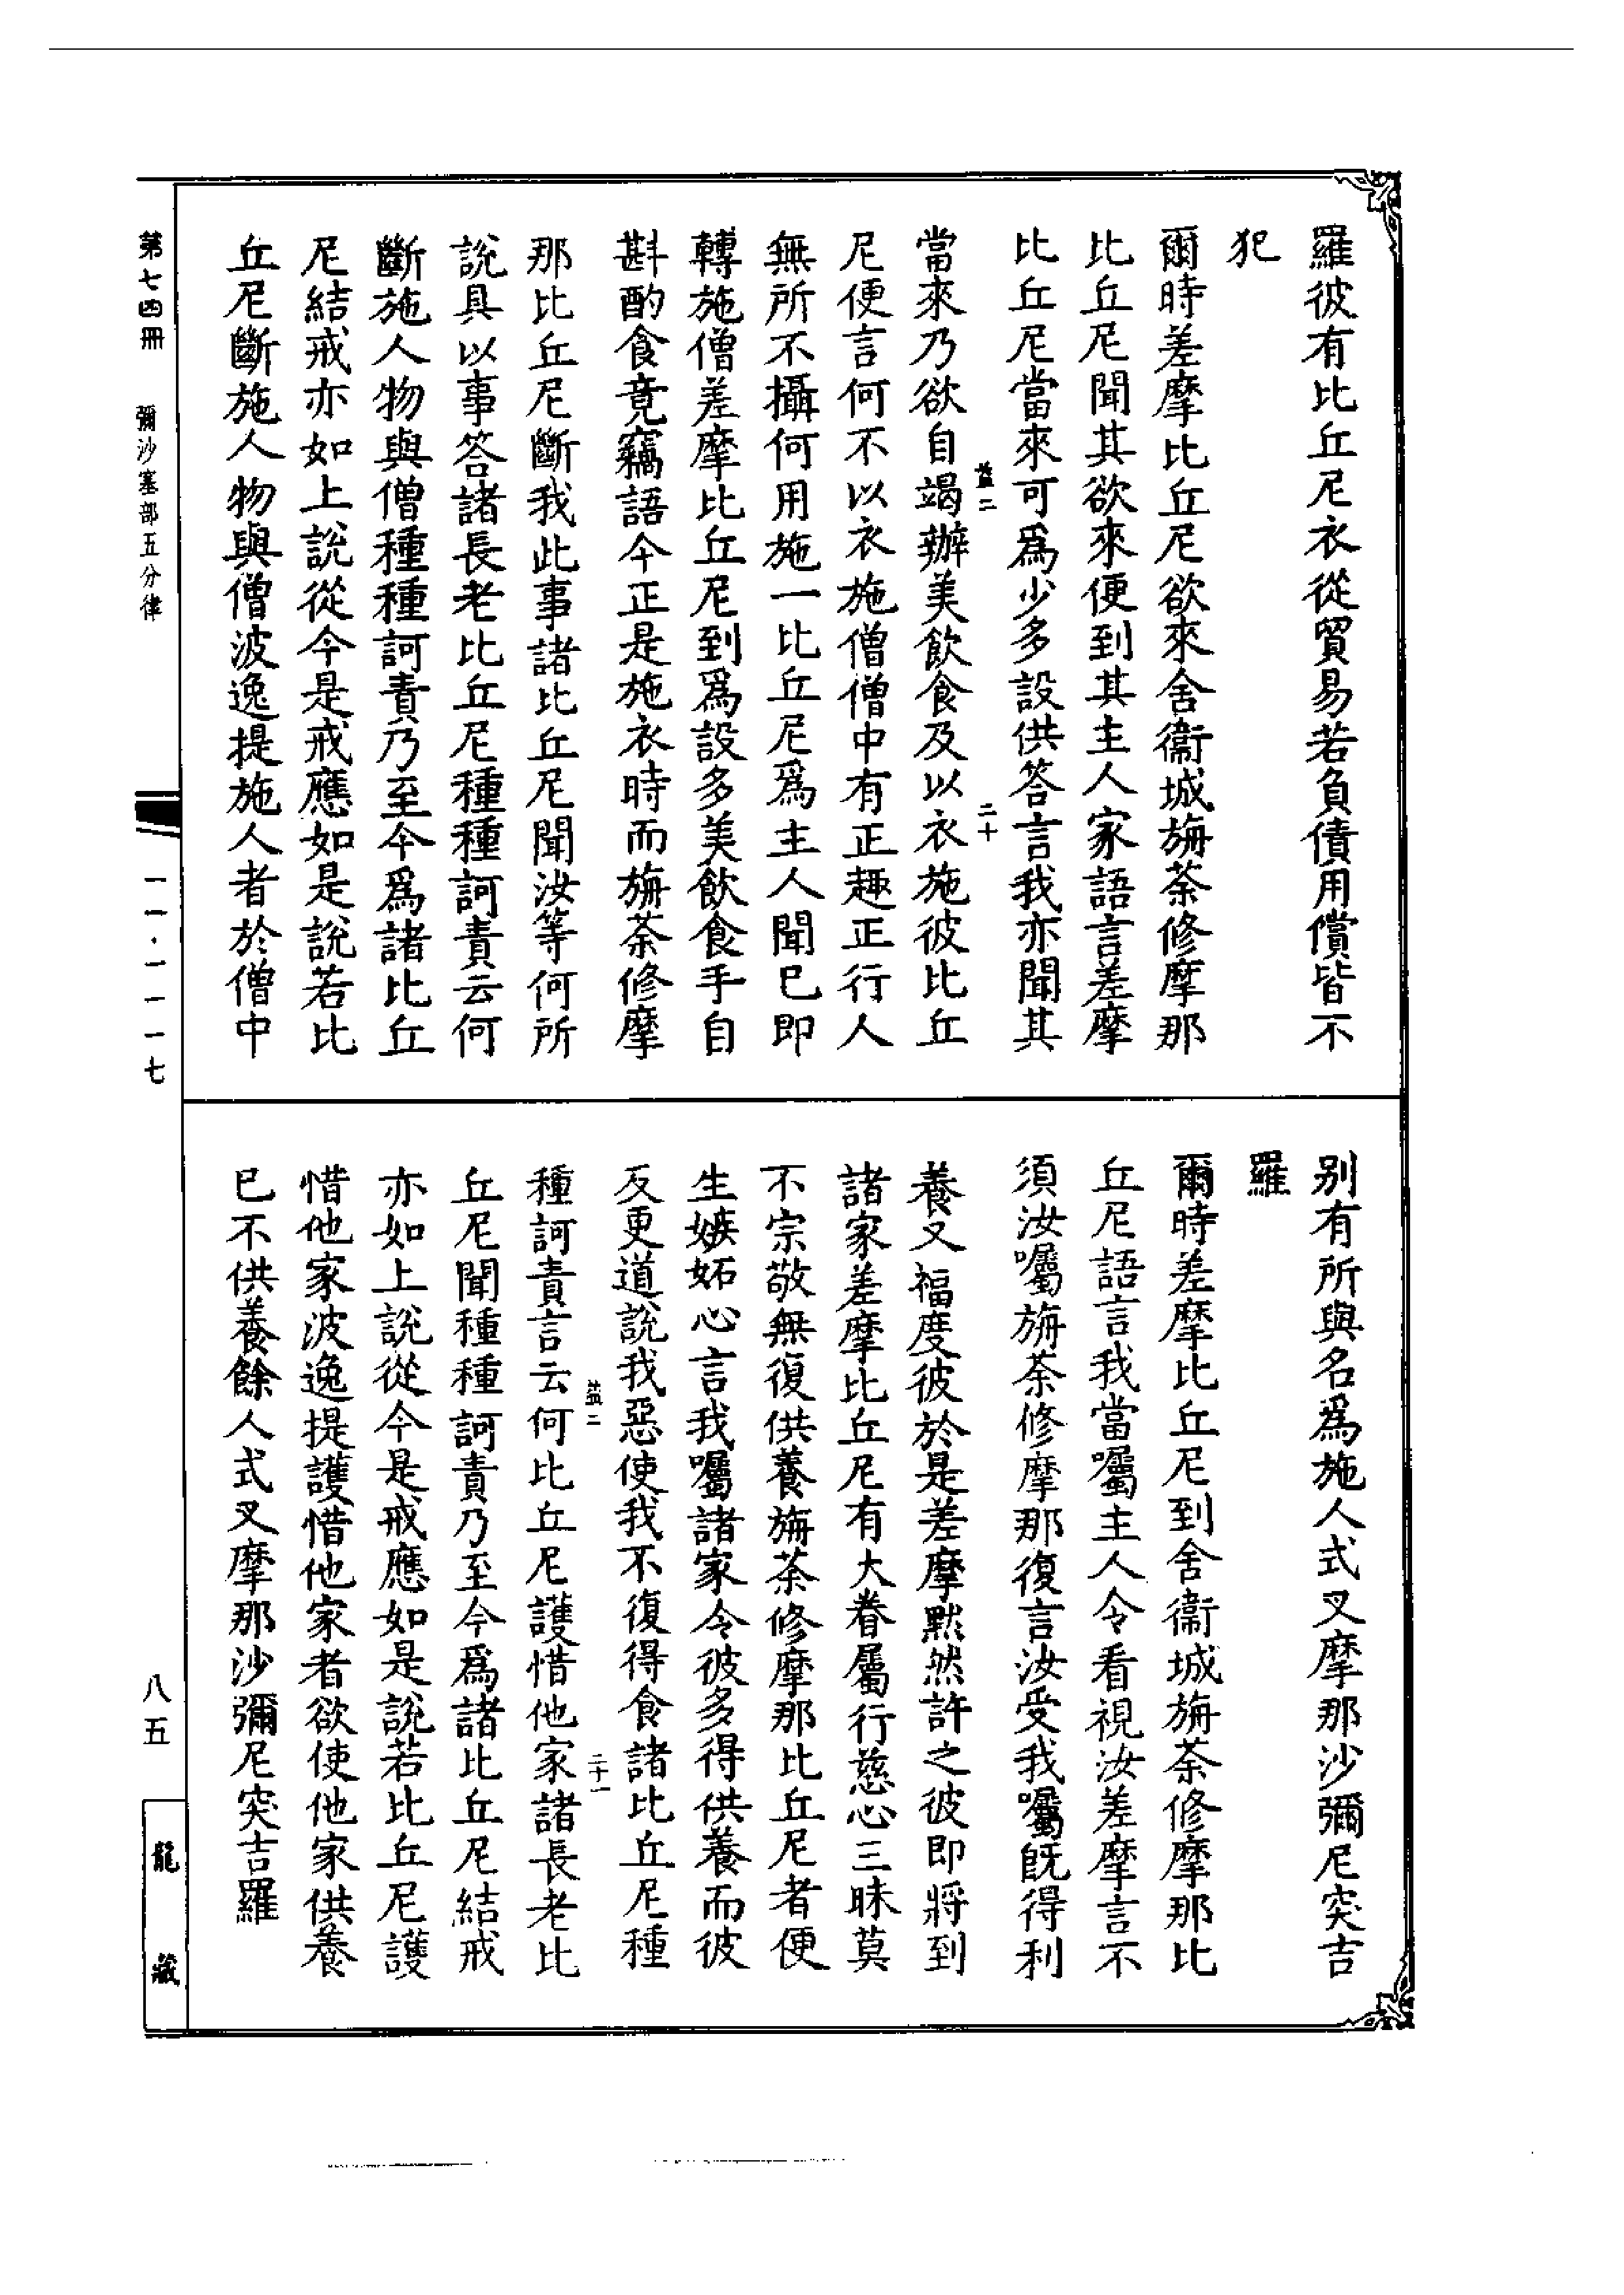 羅彼有比丘尼衣從貿易若負債用償皆不
犯
爾時差摩比丘尼欲來舍衞城旃荼修摩那
比丘尼聞其欲來便到其主人家語言差摩
比丘尼當來可爲少多設供答言我亦聞其
當來乃欲自竭辦美飲食及以衣施彼比丘
尼便言何不以衣施僧僧中有正趣正行人
無所不攝何用施一比丘尼爲主人聞已即
轉施僧差摩比丘尼到爲設多美飲食手自
斟酌食竟竊語今正是施衣時而旃荼修摩
那比丘尼斷我此事諸比丘尼聞汝等何所
說具以事答諸長老比丘尼種種訶責云何
斷施人物與僧種種訶責乃至今爲諸比丘
尼結戒亦如上說從今是戒應如是說若比
丘尼斷施人物與僧波逸提施人者於僧中
別有所與名爲施人式叉摩那沙彌尼突吉
羅
爾時差摩比丘尼到舍衞城旃荼修摩那比
丘尼語言我當囑主人令看視汝差摩言不
須汝囑旃荼修摩那復言汝受我囑旣得利
養又福度彼於是差摩默然許之彼即將到
諸家差摩比丘尼有大眷屬行慈心三昧莫
不宗敬無復供養旃荼修摩那比丘尼者便
生嫉妬心言我囑諸家令彼多得供養而彼
反更道說我惡使我不復得食諸比丘尼種
種訶責言云何比丘尼護惜他家諸長老比
丘尼聞種種訶責乃至今爲諸比丘尼結戒
亦如上說從今是戒應如是說若比丘尼護
惜他家波逸提護惜他家者欲使他家供養
已不供養餘人式叉摩那沙彌尼突吉羅
益二
二十
益二
二十一
第七四冊
彌沙塞部五分律
一一·一一一七
八五
龍藏